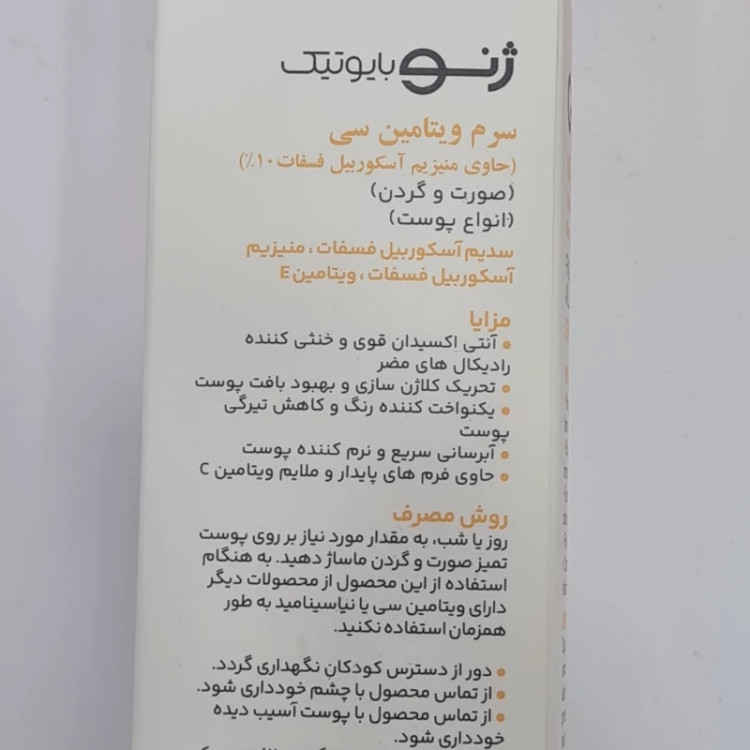 ژنو بایوتیک
سرم ویتامین سی
(حاوی منیزیم آسکوربیل فسفات ۱۰٪)
(صورت و گردن)
(انواع پوست)
سدیم آسکوربیل فسفات ، منیزیم
آسکوربیل فسفات ، ویتامین E
مزایا
• آنتی اکسیدان قوی و خنثی کننده
رادیکال های مضر
• تحریک کلاژن سازی و بهبود بافت پوست
• یکنواخت کننده رنگ و کاهش تیرگی
پوست
• آبرسانی سریع و نرم کننده پوست
• حاوی فرم های پایدار و ملایم ویتامین C
روش مصرف
روز یا شب، به مقدار مورد نیاز بر روی پوست
تمیز صورت و گردن ماساژ دهید. به هنگام
استفاده از این محصول از محصولات دیگر
دارای ویتامین سی یا نیاسینامید به طور
همزمان استفاده نکنید.
• دور از دسترس کودکان نگهداری گردد.
• از تماس محصول با چشم خودداری شود.
• از تماس محصول با پوست آسیب دیده
خودداری شود.